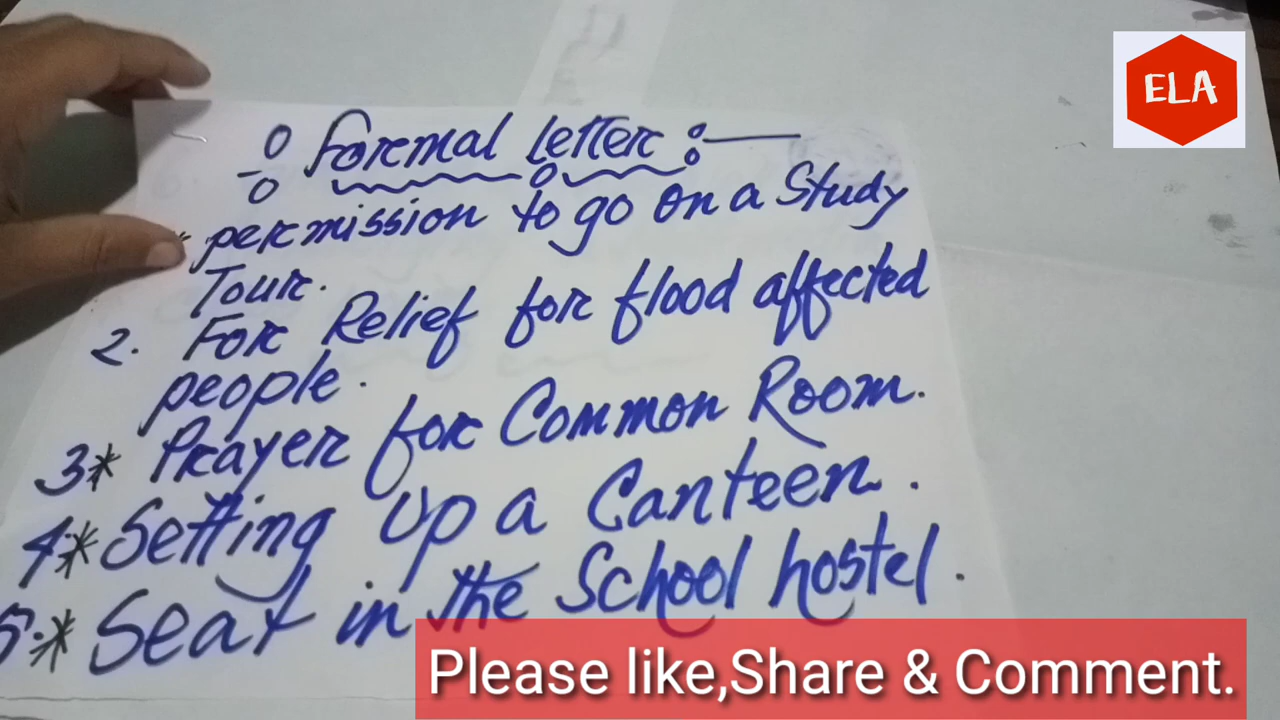 ELA
Formal Letter :-
* permission to go on a Study
Tour.
2. For Relief for flood affected
people.
3* Prayer for Common Room.
4* Setting Up a Canteen.
5.* Seat in the School hostel.
Please like,Share & Comment.